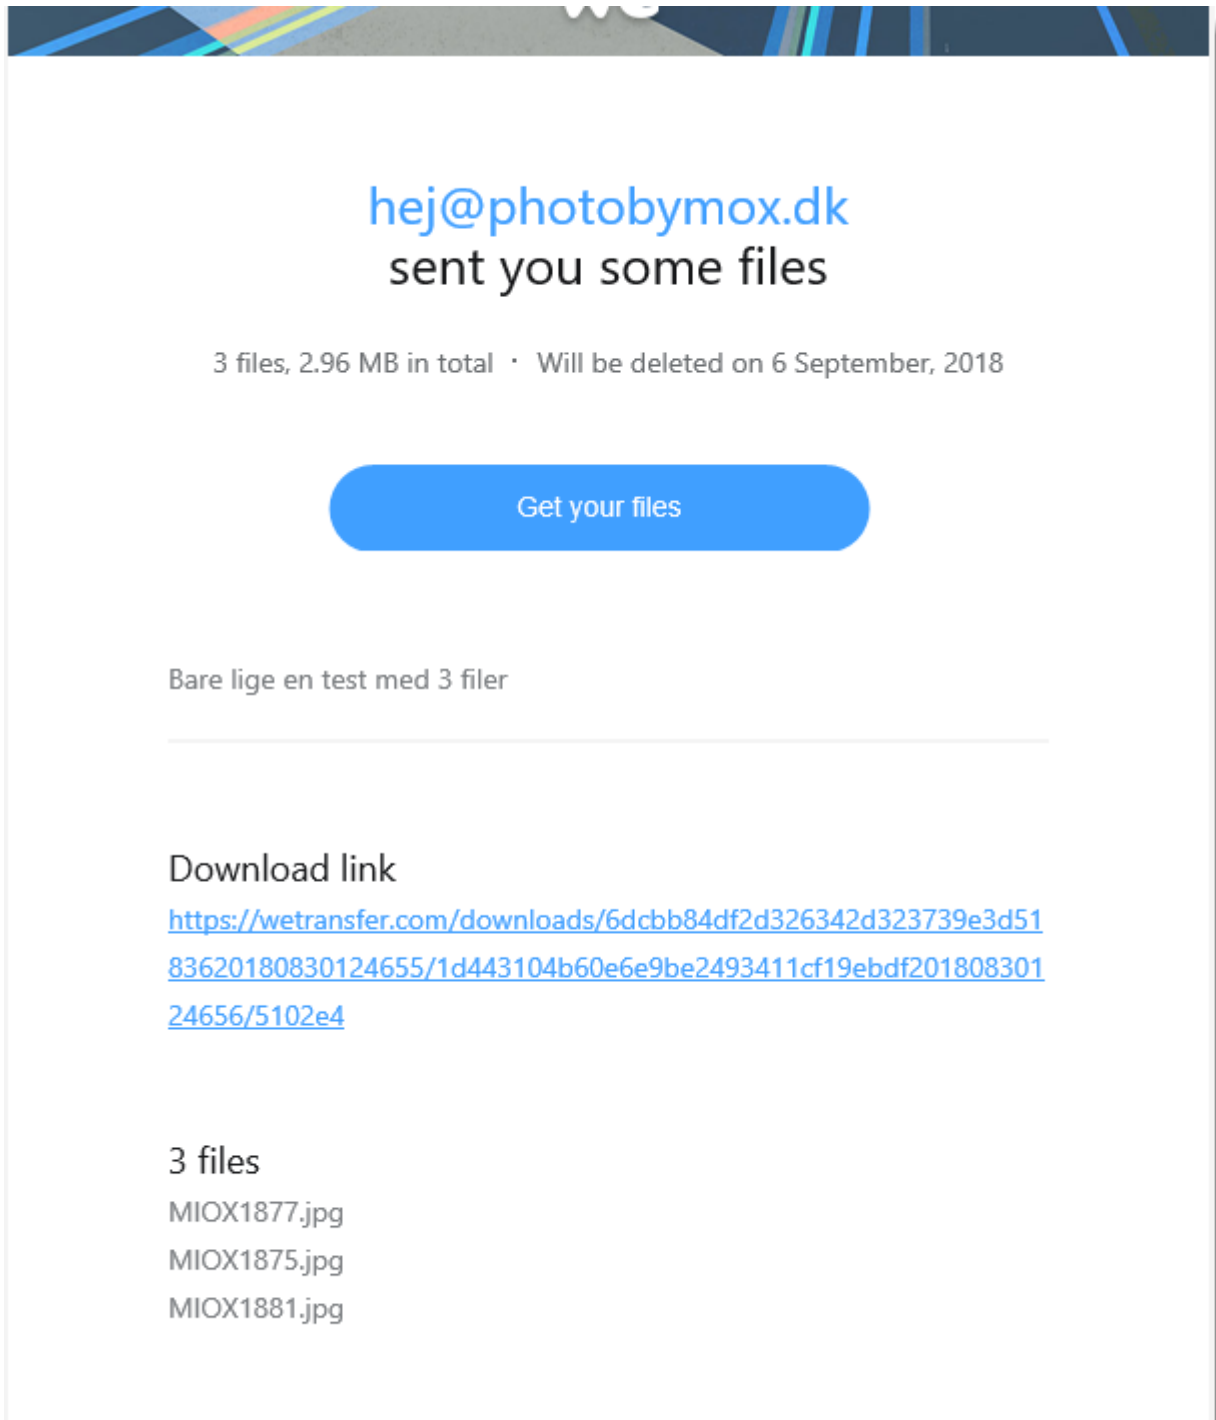 we
hej@photobymox.dk
sent you some files
3 files, 2.96 MB in total · Will be deleted on 6 September, 2018
Get your files
Bare lige en test med 3 filer
Download link
https://wetransfer.com/downloads/6dcbb84df2d326342d323739e3d51
83620180830124655/1d443104b60e6e9be2493411cf19ebdf201808301
24656/5102e4
3 files
MIOX1877.jpg
MIOX1875.jpg
MIOX1881.jpg